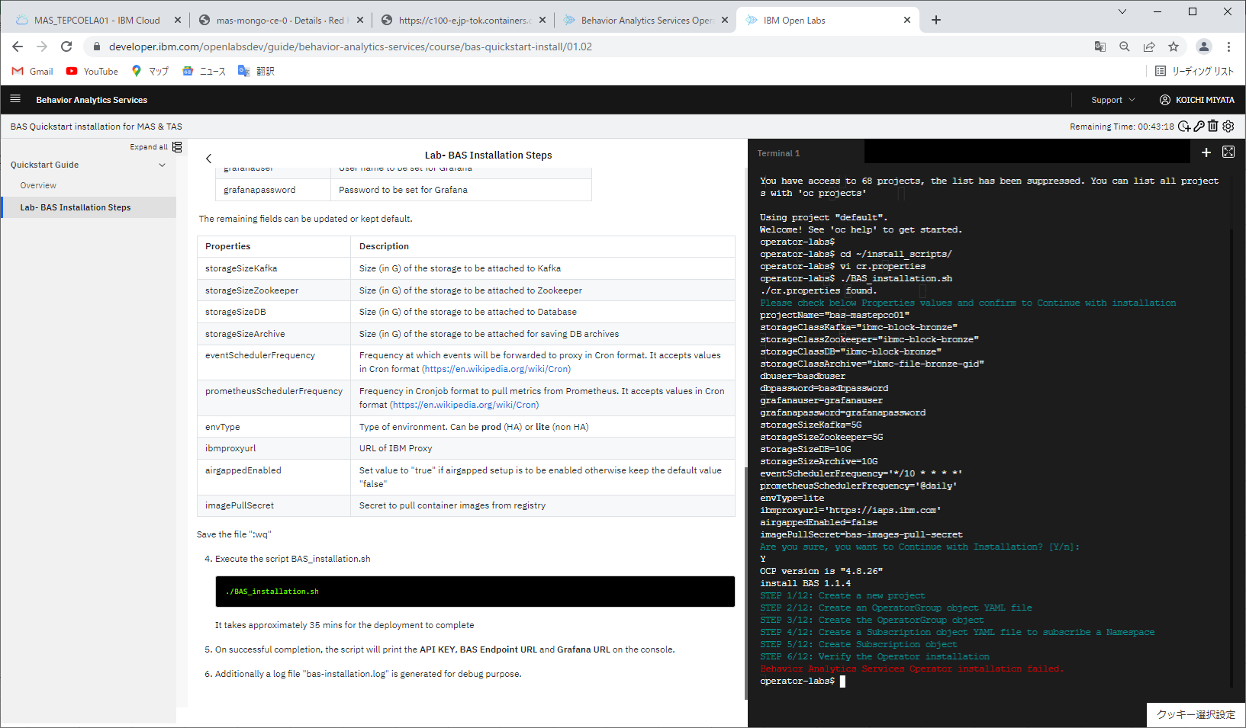 MAS_TEPCOELA01 - IBM Cloud
mas-mongo-ce-0 · Details · Red
https://c100-e.jp-tok.containers.c
Behavior Analytics Services Oper
IBM Open Labs
developer.ibm.com/openlabsdev/guide/behavior-analytics-services/course/bas-quickstart-install/01.02
Gmail
YouTube
マップ
ニュース
翻訳
リーディング リスト
Behavior Analytics Services
Support
KOICHI MIYATA
BAS Quickstart installation for MAS & TAS
Remaining Time: 00:43:18
Expand all
Quickstart Guide
Overview
Lab- BAS Installation Steps
Lab- BAS Installation Steps
grafanauser User name to be set for Grafana
grafanapassword Password to be set for Grafana
The remaining fields can be updated or kept default.
Properties Description
storageSizeKafka Size (in G) of the storage to be attached to Kafka
storageSizeZookeeper Size (in G) of the storage to be attached to Zookeeper
storageSizeDB Size (in G) of the storage to be attached to Database
storageSizeArchive Size (in G) of the storage to be attached for saving DB archives
eventSchedulerFrequency Frequency at which events will be forwarded to proxy in Cron format. It accepts values
in Cron format (https://en.wikipedia.org/wiki/Cron)
prometheusSchedulerFrequency Frequency in Cronjob format to pull metrics from Prometheus. It accepts values in Cron
format (https://en.wikipedia.org/wiki/Cron)
envType Type of environment. Can be prod (HA) or lite (non HA)
ibmproxyurl URL of IBM Proxy
airgappedEnabled Set value to "true" if airgapped setup is to be enabled otherwise keep the default value
"false"
imagePullSecret Secret to pull container images from registry
Save the file ":wq"
4. Execute the script BAS_installation.sh
./BAS_installation.sh
It takes approximately 35 mins for the deployment to complete
5. On successful completion, the script will print the API KEY, BAS Endpoint URL and Grafana URL on the console.
6. Additionally a log file "bas-installation.log" is generated for debug purpose.
Terminal 1
You have access to 68 projects, the list has been suppressed. You can list all project
s with 'oc projects'
Using project "default".
Welcome! See 'oc help' to get started.
operator-labs$
operator-labs$ cd ~/install_scripts/
operator-labs$ vi cr.properties
operator-labs$ ./BAS_installation.sh
./cr.properties found.
Please check below Properties values and confirm to Continue with installation
projectName="bas-mastepco01"
storageClassKafka="ibmc-block-bronze"
storageClassZookeeper="ibmc-block-bronze"
storageClassDB="ibmc-block-bronze"
storageClassArchive="ibmc-file-bronze-gid"
dbuser=basdbuser
dbpassword=basdbpassword
grafanauser=grafanauser
grafanapassword=grafanapassword
storageSizeKafka=5G
storageSizeZookeeper=5G
storageSizeDB=10G
storageSizeArchive=10G
eventSchedulerFrequency='*/10 * * * *'
prometheusSchedulerFrequency='@daily'
envType=lite
ibmproxyurl='https://iaps.ibm.com'
airgappedEnabled=false
imagePullSecret=bas-images-pull-secret
Are you sure, you want to Continue with Installation? [Y/n]:
Y
OCP version is "4.8.26"
install BAS 1.1.4
STEP 1/12: Create a new project
STEP 2/12: Create an OperatorGroup object YAML file
STEP 3/12: Create the OperatorGroup object
STEP 4/12: Create a Subscription object YAML file to subscribe a Namespace
STEP 5/12: Create Subscription object
STEP 6/12: Verify the Operator installation
Behavior Analytics Services Operator installation failed.
operator-labs$
クッキー選択設定